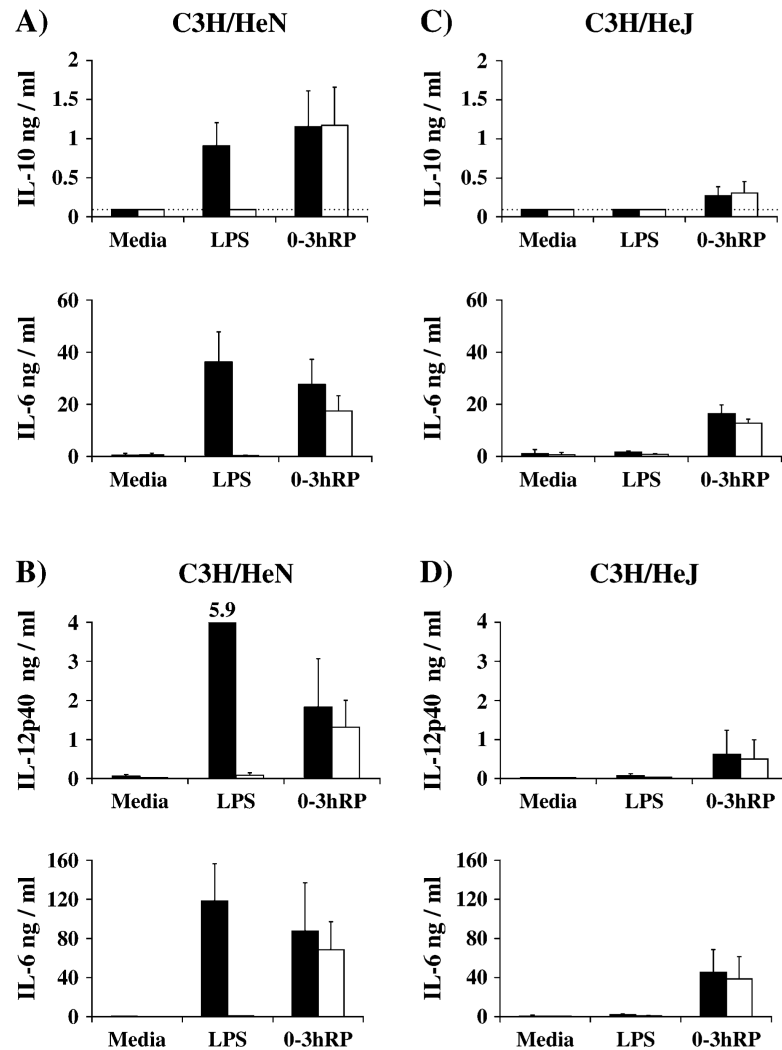 A) C3H/HeN
IL-10 ng / ml
2
1.5
1
0.5
0
Media LPS 0-3hRP
IL-6 ng / ml
60
40
20
0
Media LPS 0-3hRP
C) C3H/HeJ
IL-10 ng / ml
2
1.5
1
0.5
0
Media LPS 0-3hRP
IL-6 ng / ml
60
40
20
0
Media LPS 0-3hRP
B) C3H/HeN
IL-12p40 ng / ml
5.9
4
3
2
1
0
Media LPS 0-3hRP
IL-6 ng / ml
160
120
80
40
0
Media LPS 0-3hRP
D) C3H/HeJ
IL-12p40 ng / ml
4
3
2
1
0
Media LPS 0-3hRP
IL-6 ng / ml
160
120
80
40
0
Media LPS 0-3hRP